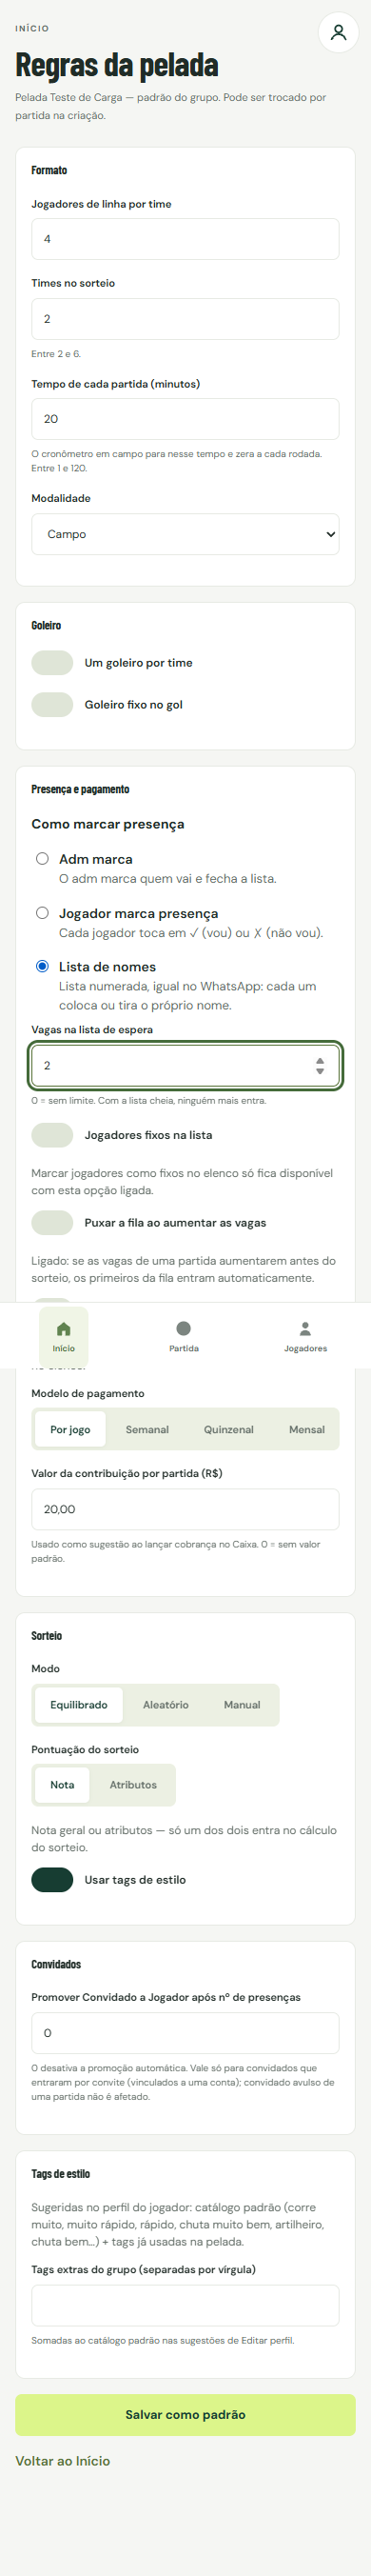 INÍCIO
Regras da pelada
Pelada Teste de Carga — padrão do grupo. Pode ser trocado por
partida na criação.
Formato
Jogadores de linha por time
4
Times no sorteio
2
Entre 2 e 6.
Tempo de cada partida (minutos)
20
O cronômetro em campo para nesse tempo e zera a cada rodada.
Entre 1 e 120.
Modalidade
Campo
Goleiro
Um goleiro por time
Goleiro fixo no gol
Presença e pagamento
Como marcar presença
Adm marca
O adm marca quem vai e fecha a lista.
Jogador marca presença
Cada jogador toca em ✓ (vou) ou ✗ (não vou).
Lista de nomes
Lista numerada, igual no WhatsApp: cada um
coloca ou tira o próprio nome.
Vagas na lista de espera
2
0 = sem limite. Com a lista cheia, ninguém mais entra.
Jogadores fixos na lista
Marcar jogadores como fixos no elenco só fica disponível
com esta opção ligada.
Puxar a fila ao aumentar as vagas
Ligado: se as vagas de uma partida aumentarem antes do
sorteio, os primeiros da fila entram automaticamente.
Início
Partida
Jogadores
Modelo de pagamento
Por jogo
Semanal
Quinzenal
Mensal
Valor da contribuição por partida (R$)
20,00
Usado como sugestão ao lançar cobrança no Caixa. 0 = sem valor
padrão.
Sorteio
Modo
Equilibrado
Aleatório
Manual
Pontuação do sorteio
Nota
Atributos
Nota geral ou atributos — só um dos dois entra no cálculo
do sorteio.
Usar tags de estilo
Convidados
Promover Convidado a Jogador após nº de presenças
0
0 desativa a promoção automática. Vale só para convidados que
entraram por convite (vinculados a uma conta); convidado avulso de
uma partida não é afetado.
Tags de estilo
Sugeridas no perfil do jogador: catálogo padrão (corre
muito, muito rápido, rápido, chuta muito bem, artilheiro,
chuta bem…) + tags já usadas na pelada.
Tags extras do grupo (separadas por vírgula)
Somadas ao catálogo padrão nas sugestões de Editar perfil.
Salvar como padrão
Voltar ao Início